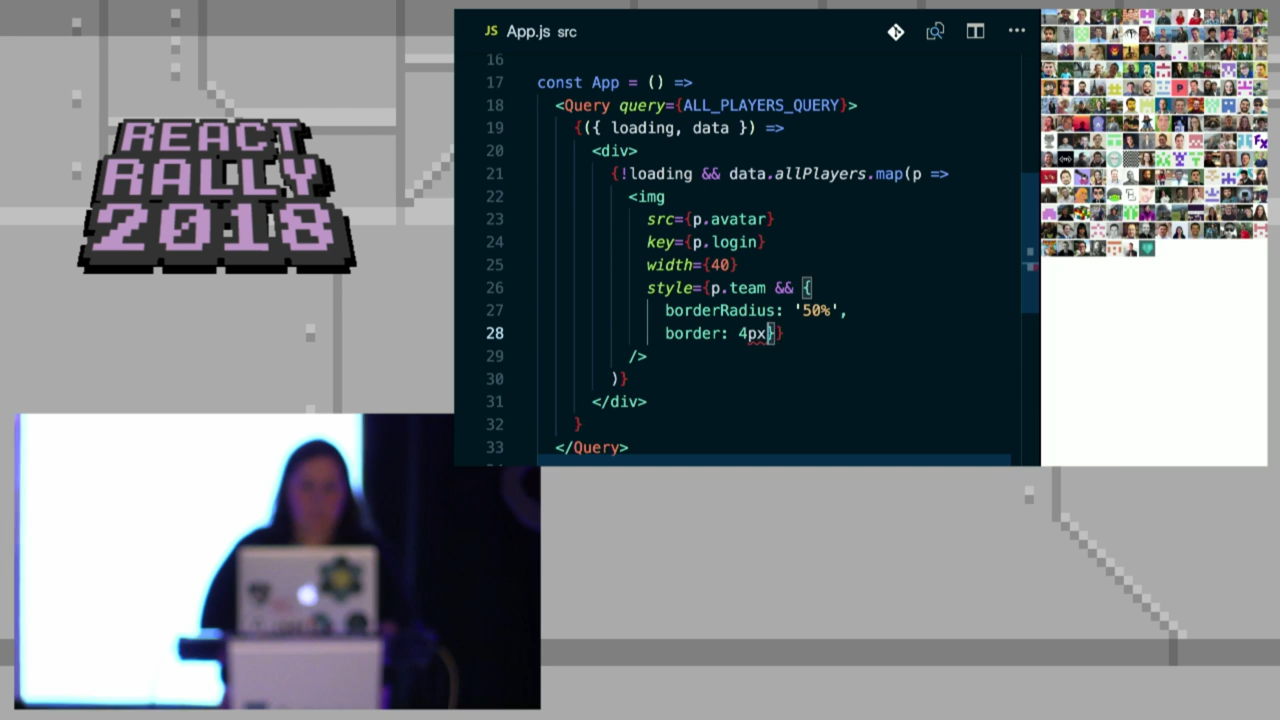 REACT
RALLY
2018
JS App.js src
16
17 const App = () =>
18 <Query query={ALL_PLAYERS_QUERY}>
19 {({ loading, data }) =>
20 <div>
21 {!loading && data.allPlayers.map(p =>
22 <img
23 src={p.avatar}
24 key={p.login}
25 width={40}
26 style={p.team && {
27 borderRadius: '50%',
28 border: 4px}}
29 />
30 )}
31 </div>
32 }
33 </Query>